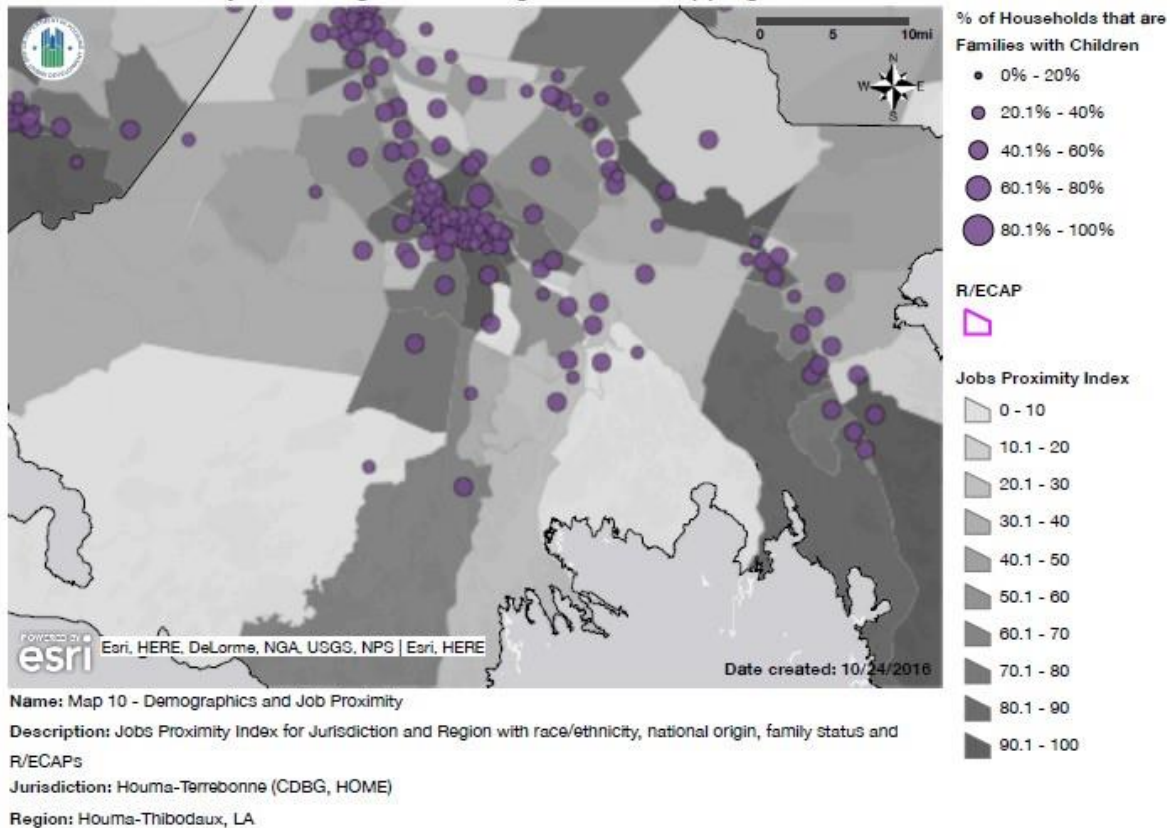 0 5 10mi
N
W E
S
POWERED BY
esri
Esri, HERE, DeLorme, NGA, USGS, NPS | Esri, HERE
Date created: 10/24/2016
% of Households that are
Families with Children
0% - 20%
20.1% - 40%
40.1% - 60%
60.1% - 80%
80.1% - 100%
R/ECAP
Jobs Proximity Index
0 - 10
10.1 - 20
20.1 - 30
30.1 - 40
40.1 - 50
50.1 - 60
60.1 - 70
70.1 - 80
80.1 - 90
90.1 - 100
Name: Map 10 - Demographics and Job Proximity
Description: Jobs Proximity Index for Jurisdiction and Region with race/ethnicity, national origin, family status and
R/ECAPs
Jurisdiction: Houma-Terrebonne (CDBG, HOME)
Region: Houma-Thibodaux, LA